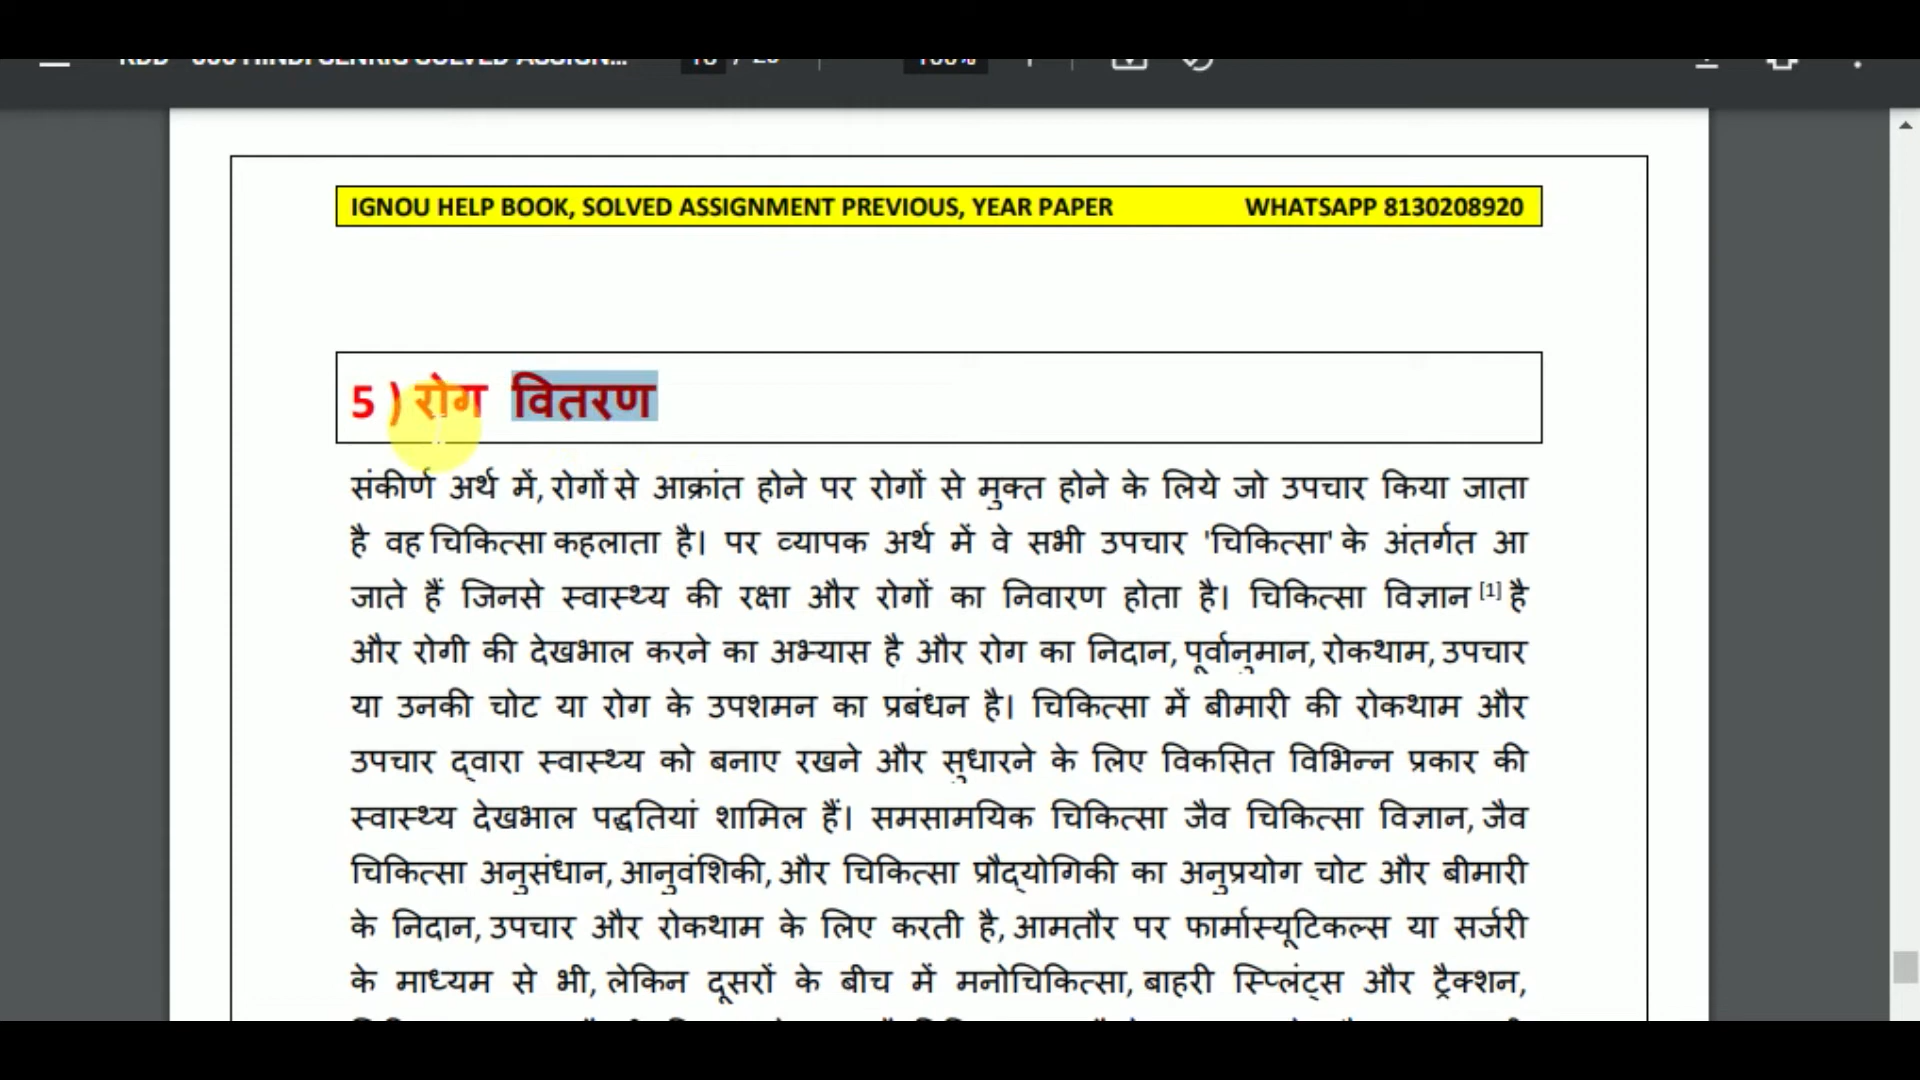 IGNOU HELP BOOK, SOLVED ASSIGNMENT PREVIOUS, YEAR PAPER WHATSAPP 8130208920
5 ) रोग वितरण
संकीर्ण अर्थ में, रोगों से आक्रांत होने पर रोगों से मुक्त होने के लिये जो उपचार किया जाता
है वह चिकित्सा कहलाता है। पर व्यापक अर्थ में वे सभी उपचार 'चिकित्सा' के अंतर्गत आ
जाते हैं जिनसे स्वास्थ्य की रक्षा और रोगों का निवारण होता है। चिकित्सा विज्ञान [1] है
और रोगी की देखभाल करने का अभ्यास है और रोग का निदान, पूर्वानुमान, रोकथाम, उपचार
या उनकी चोट या रोग के उपशमन का प्रबंधन है। चिकित्सा में बीमारी की रोकथाम और
उपचार द्वारा स्वास्थ्य को बनाए रखने और सुधारने के लिए विकसित विभिन्न प्रकार की
स्वास्थ्य देखभाल पद्धतियां शामिल हैं। समसामयिक चिकित्सा जैव चिकित्सा विज्ञान, जैव
चिकित्सा अनुसंधान, आनुवंशिकी, और चिकित्सा प्रौद्योगिकी का अनुप्रयोग चोट और बीमारी
के निदान, उपचार और रोकथाम के लिए करती है, आमतौर पर फार्मास्यूटिकल्स या सर्जरी
के माध्यम से भी, लेकिन दूसरों के बीच में मनोचिकित्सा, बाहरी स्प्लिंट्स और ट्रैक्शन,